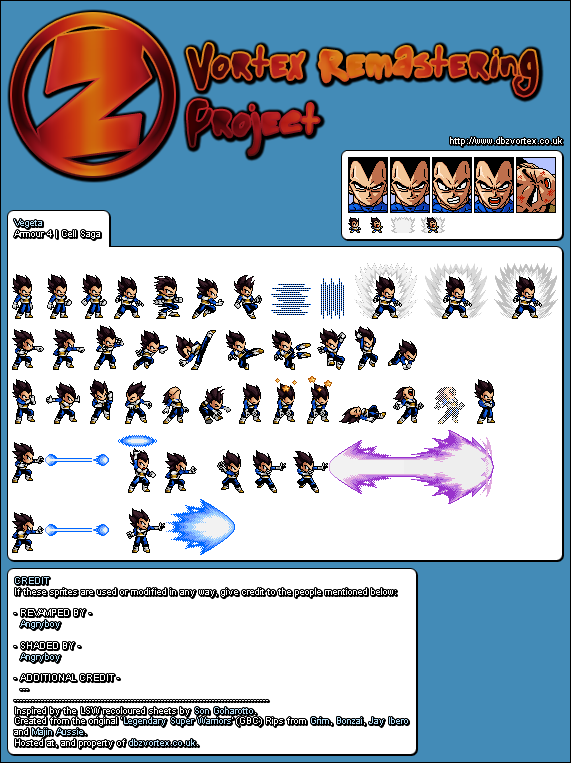 Vortex Remastering
Project
http://www.dbzvortex.co.uk
Vegeta
Armour 4 | Cell Saga
CREDIT
If these sprites are used or modified in any way, give credit to the people mentioned below:
- REVAMPED BY -
Angryboy
- SHADED BY -
Angryboy
- ADDITIONAL CREDIT -
---
Inspired by the LSW recoloured sheets by Son Goharotto.
Created from the original 'Legendary Super Warriors' (GBC) Rips from Grim, Bonzai, Jay Ibero
and Majin Aussie.
Hosted at, and property of dbzvortex.co.uk.